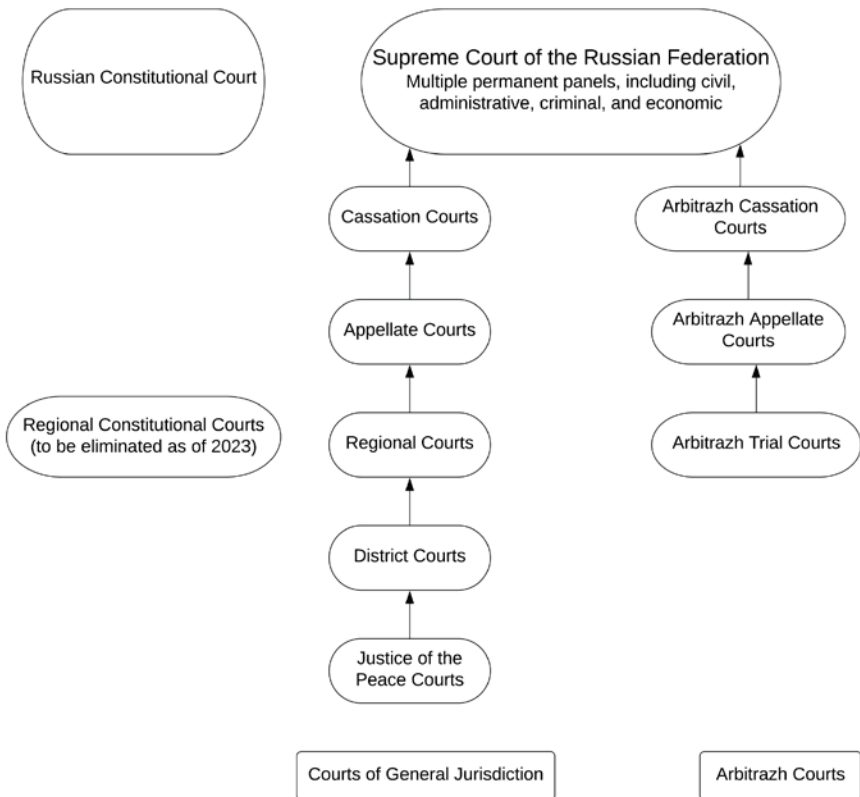 Russian Constitutional Court
Supreme Court of the Russian Federation
Multiple permanent panels, including civil,
administrative, criminal, and economic
Cassation Courts
Arbitrazh Cassation
Courts
Appellate Courts
Arbitrazh Appellate
Courts
Regional Constitutional Courts
(to be eliminated as of 2023)
Regional Courts
Arbitrazh Trial Courts
District Courts
Justice of the
Peace Courts
Courts of General Jurisdiction
Arbitrazh Courts